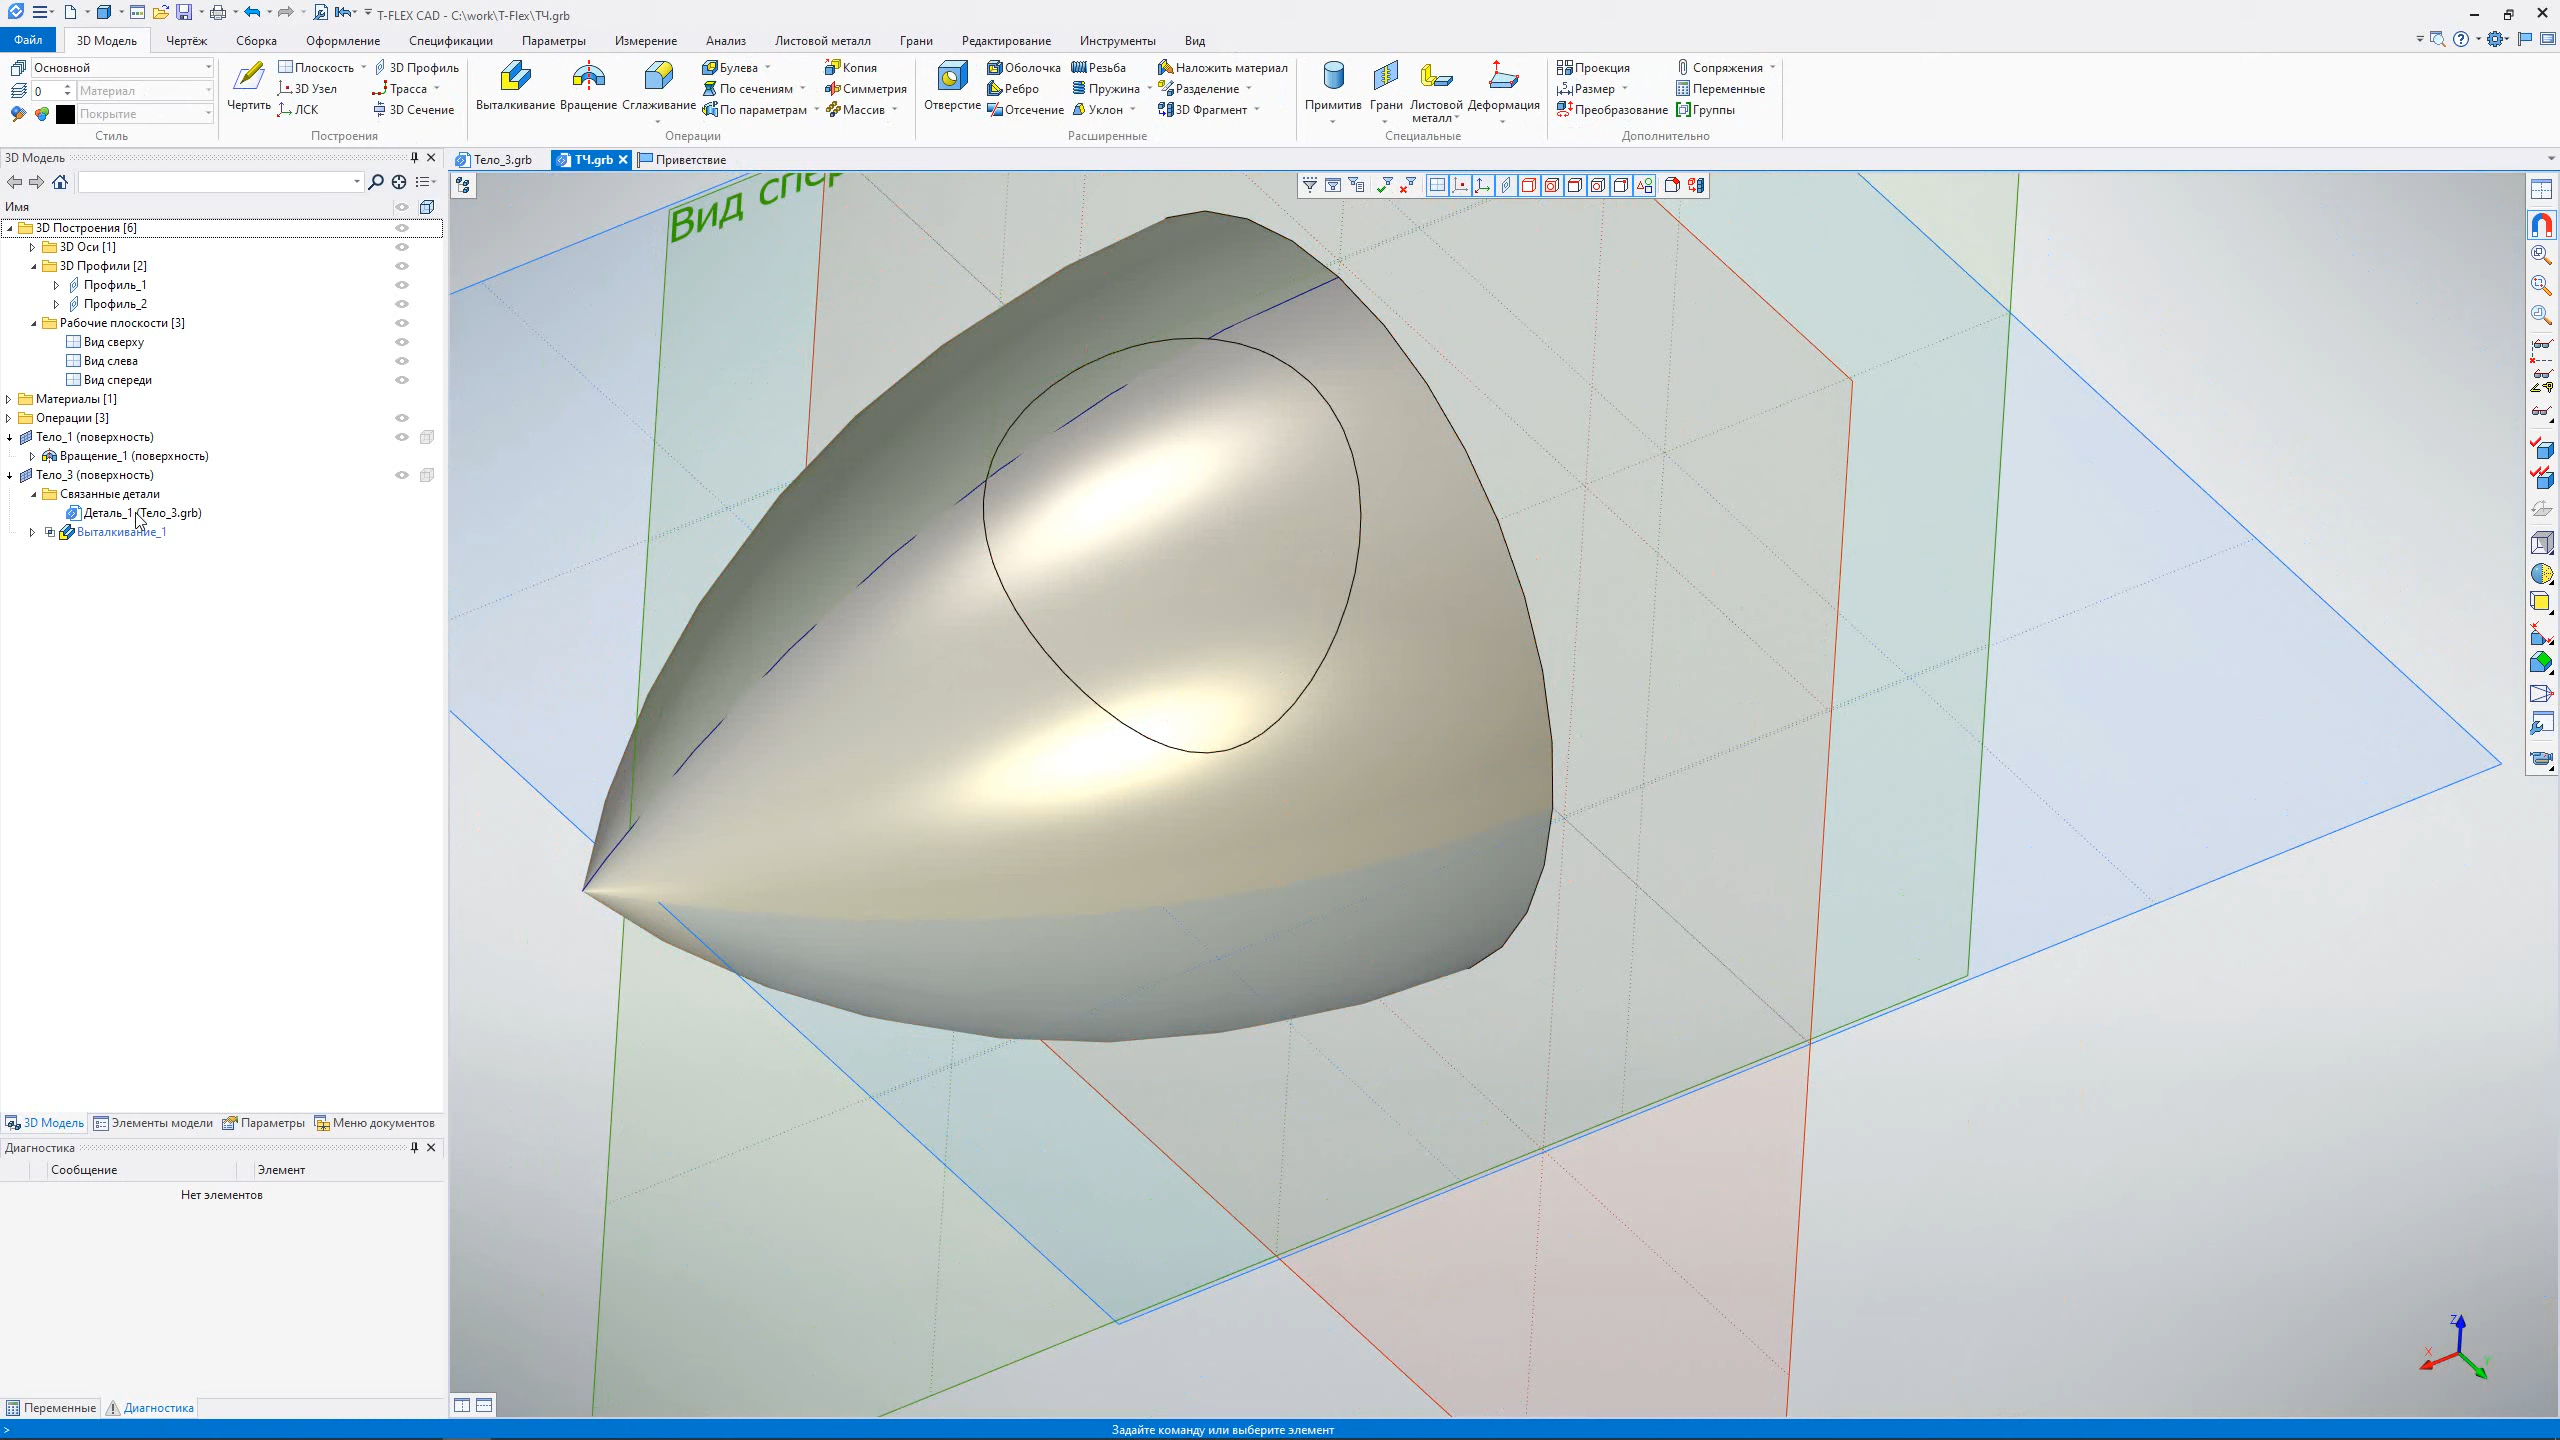 T-FLEX CAD - C:\work\T-Flex\ТЧ.grb
Файл 3D Модель Чертёж Сборка Оформление Спецификации Параметры Измерение Анализ Листовой металл Грани Редактирование Инструменты Вид
Основной
0 Материал
Покрытие
Стиль
Чертить
Плоскость
3D Узел
ЛСК
3D Профиль
Трасса
3D Сечение
Построения
Выталкивание
Вращение
Сглаживание
Булева
По сечениям
По параметрам
Копия
Симметрия
Массив
Операции
Отверстие
Оболочка
Ребро
Отсечение
Резьба
Пружина
Уклон
Наложить материал
Разделение
3D Фрагмент
Расширенные
Примитив
Грани
Листовой
металл
Деформация
Специальные
Проекция
Размер
Преобразование
Сопряжения
Переменные
Группы
Дополнительно
3D Модель
Тело_3.grb ТЧ.grb Приветствие
Имя
3D Построения [6]
3D Оси [1]
3D Профили [2]
Профиль_1
Профиль_2
Рабочие плоскости [3]
Вид сверху
Вид слева
Вид спереди
Материалы [1]
Операции [3]
Тело_1 (поверхность)
Вращение_1 (поверхность)
Тело_3 (поверхность)
Связанные детали
Деталь_1 (Тело_3.grb)
Выталкивание_1
Вид спер
Z
X
Y
3D Модель Элементы модели Параметры Меню документов
Диагностика
Сообщение Элемент
Нет элементов
Переменные Диагностика
>
Задайте команду или выберите элемент